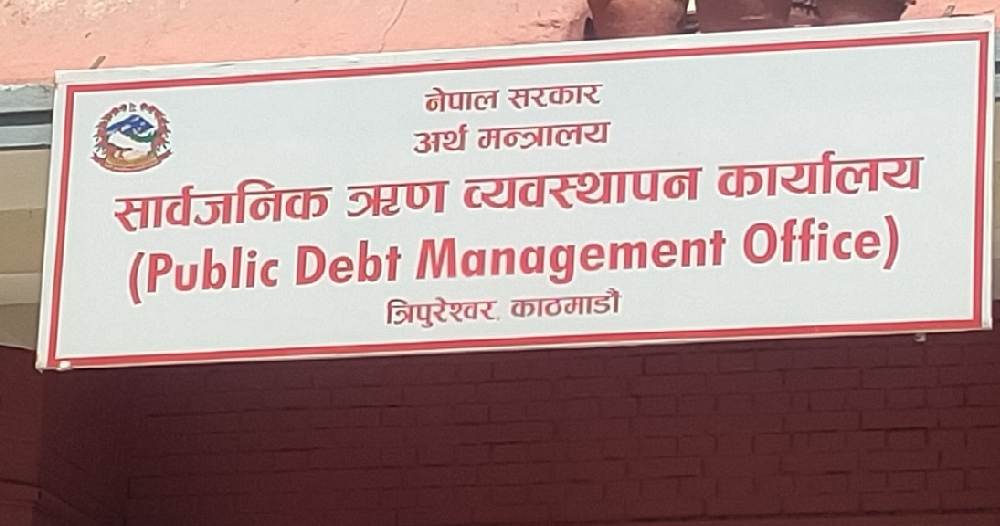 नेपाल सरकार
अर्थ मन्त्रालय
सार्वजनिक ऋण व्यवस्थापन कार्यालय
(Public Debt Management Office)
त्रिपुरेश्वर, काठमाडौं